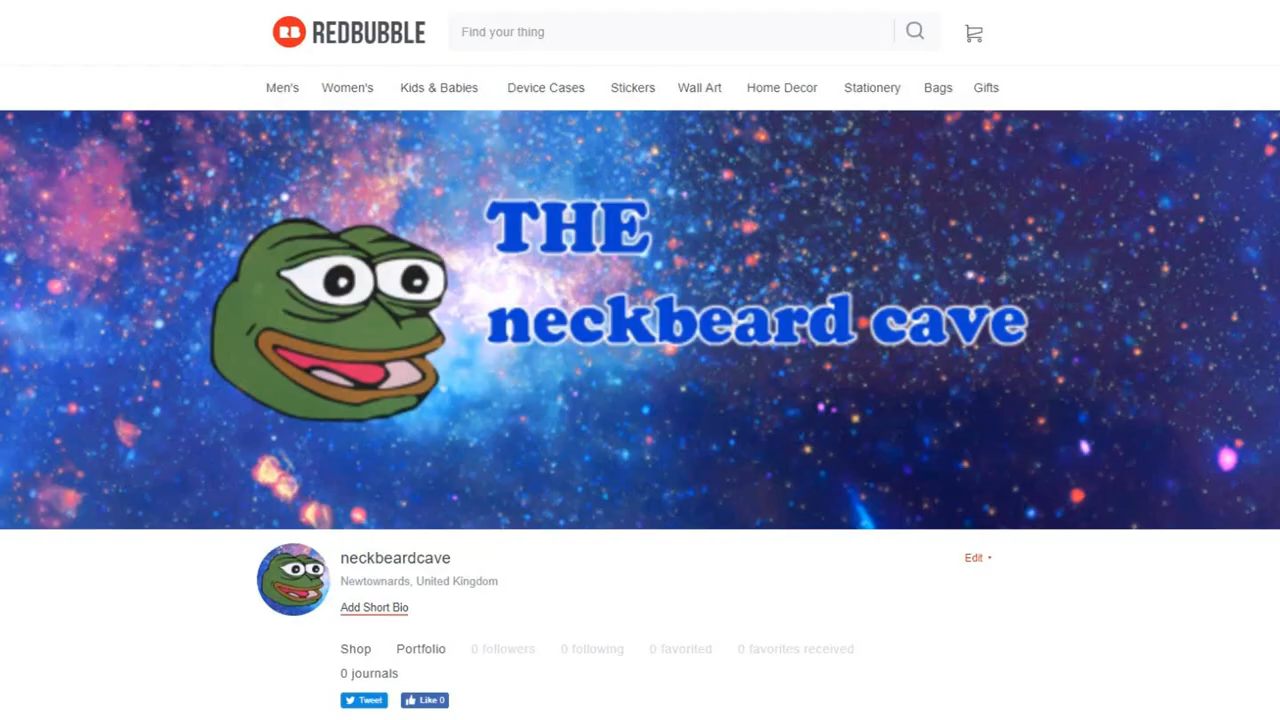 RB REDBUBBLE Find your thing
Men's Women's Kids & Babies Device Cases Stickers Wall Art Home Decor Stationery Bags Gifts
THE
neckbeard cave
neckbeardcave Edit
Newtownards, United Kingdom
Add Short Bio
Shop Portfolio 0 followers 0 following 0 favorited 0 favorites received
0 journals
Tweet Like 0